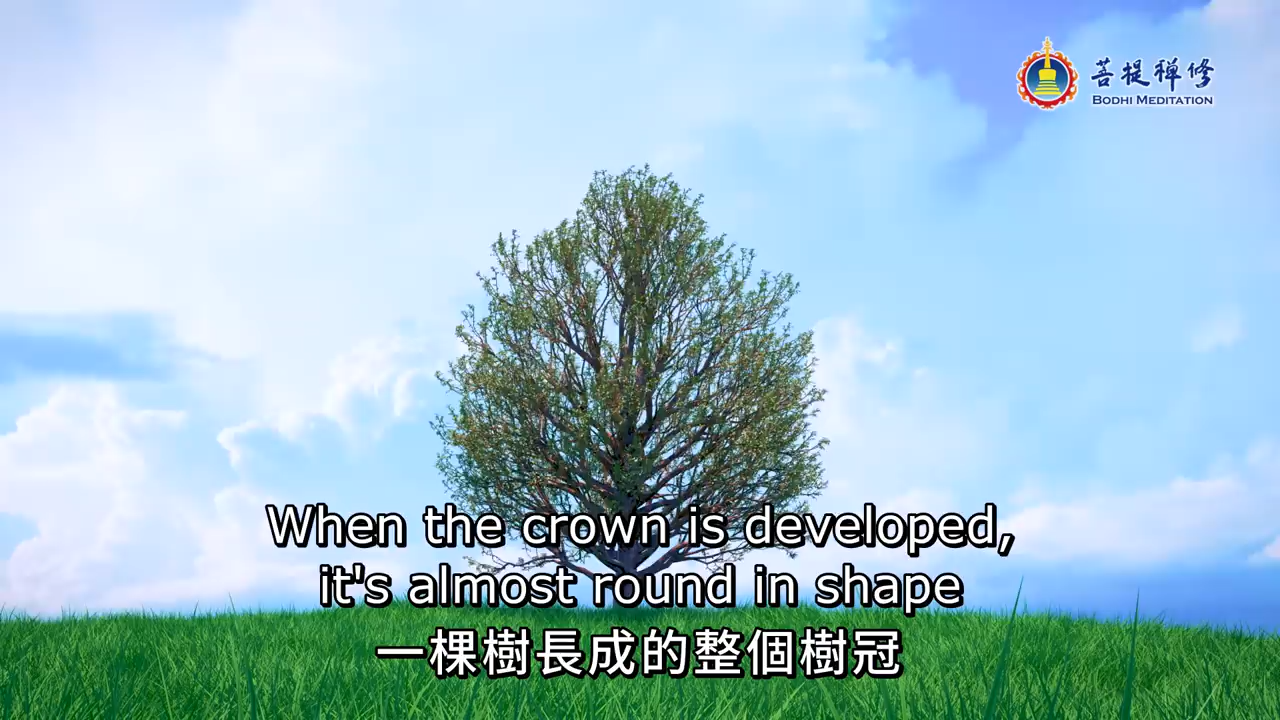 菩提禪修
BODHI MEDITATION
When the crown is developed,
it's almost round in shape
一棵樹長成的整個樹冠